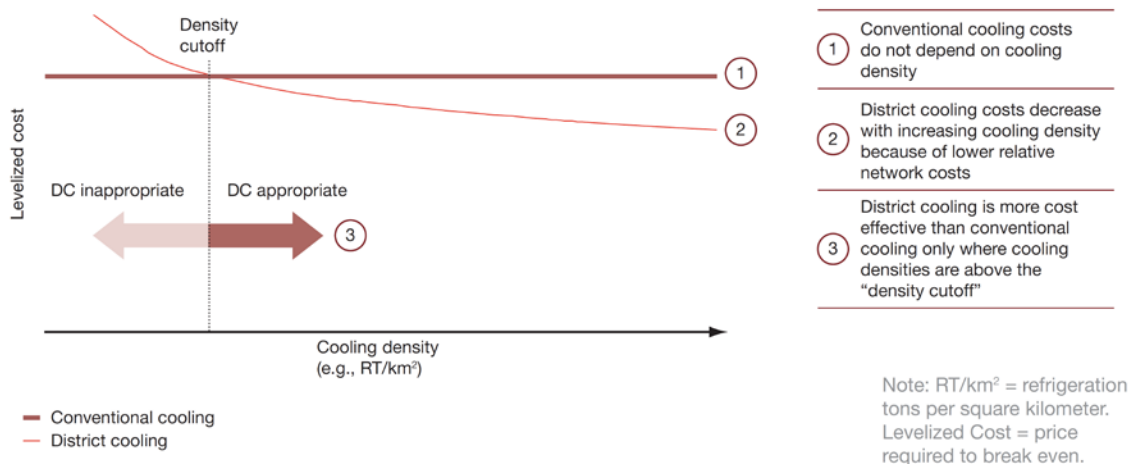 Density
cutoff
Levelized cost
1
2
DC inappropriate
DC appropriate
3
Cooling density
(e.g., RT/km²)
Conventional cooling
District cooling
1
Conventional cooling costs
do not depend on cooling
density
2
District cooling costs decrease
with increasing cooling density
because of lower relative
network costs
3
District cooling is more cost
effective than conventional
cooling only where cooling
densities are above the
“density cutoff”
Note: RT/km² = refrigeration
tons per square kilometer.
Levelized Cost = price
required to break even.